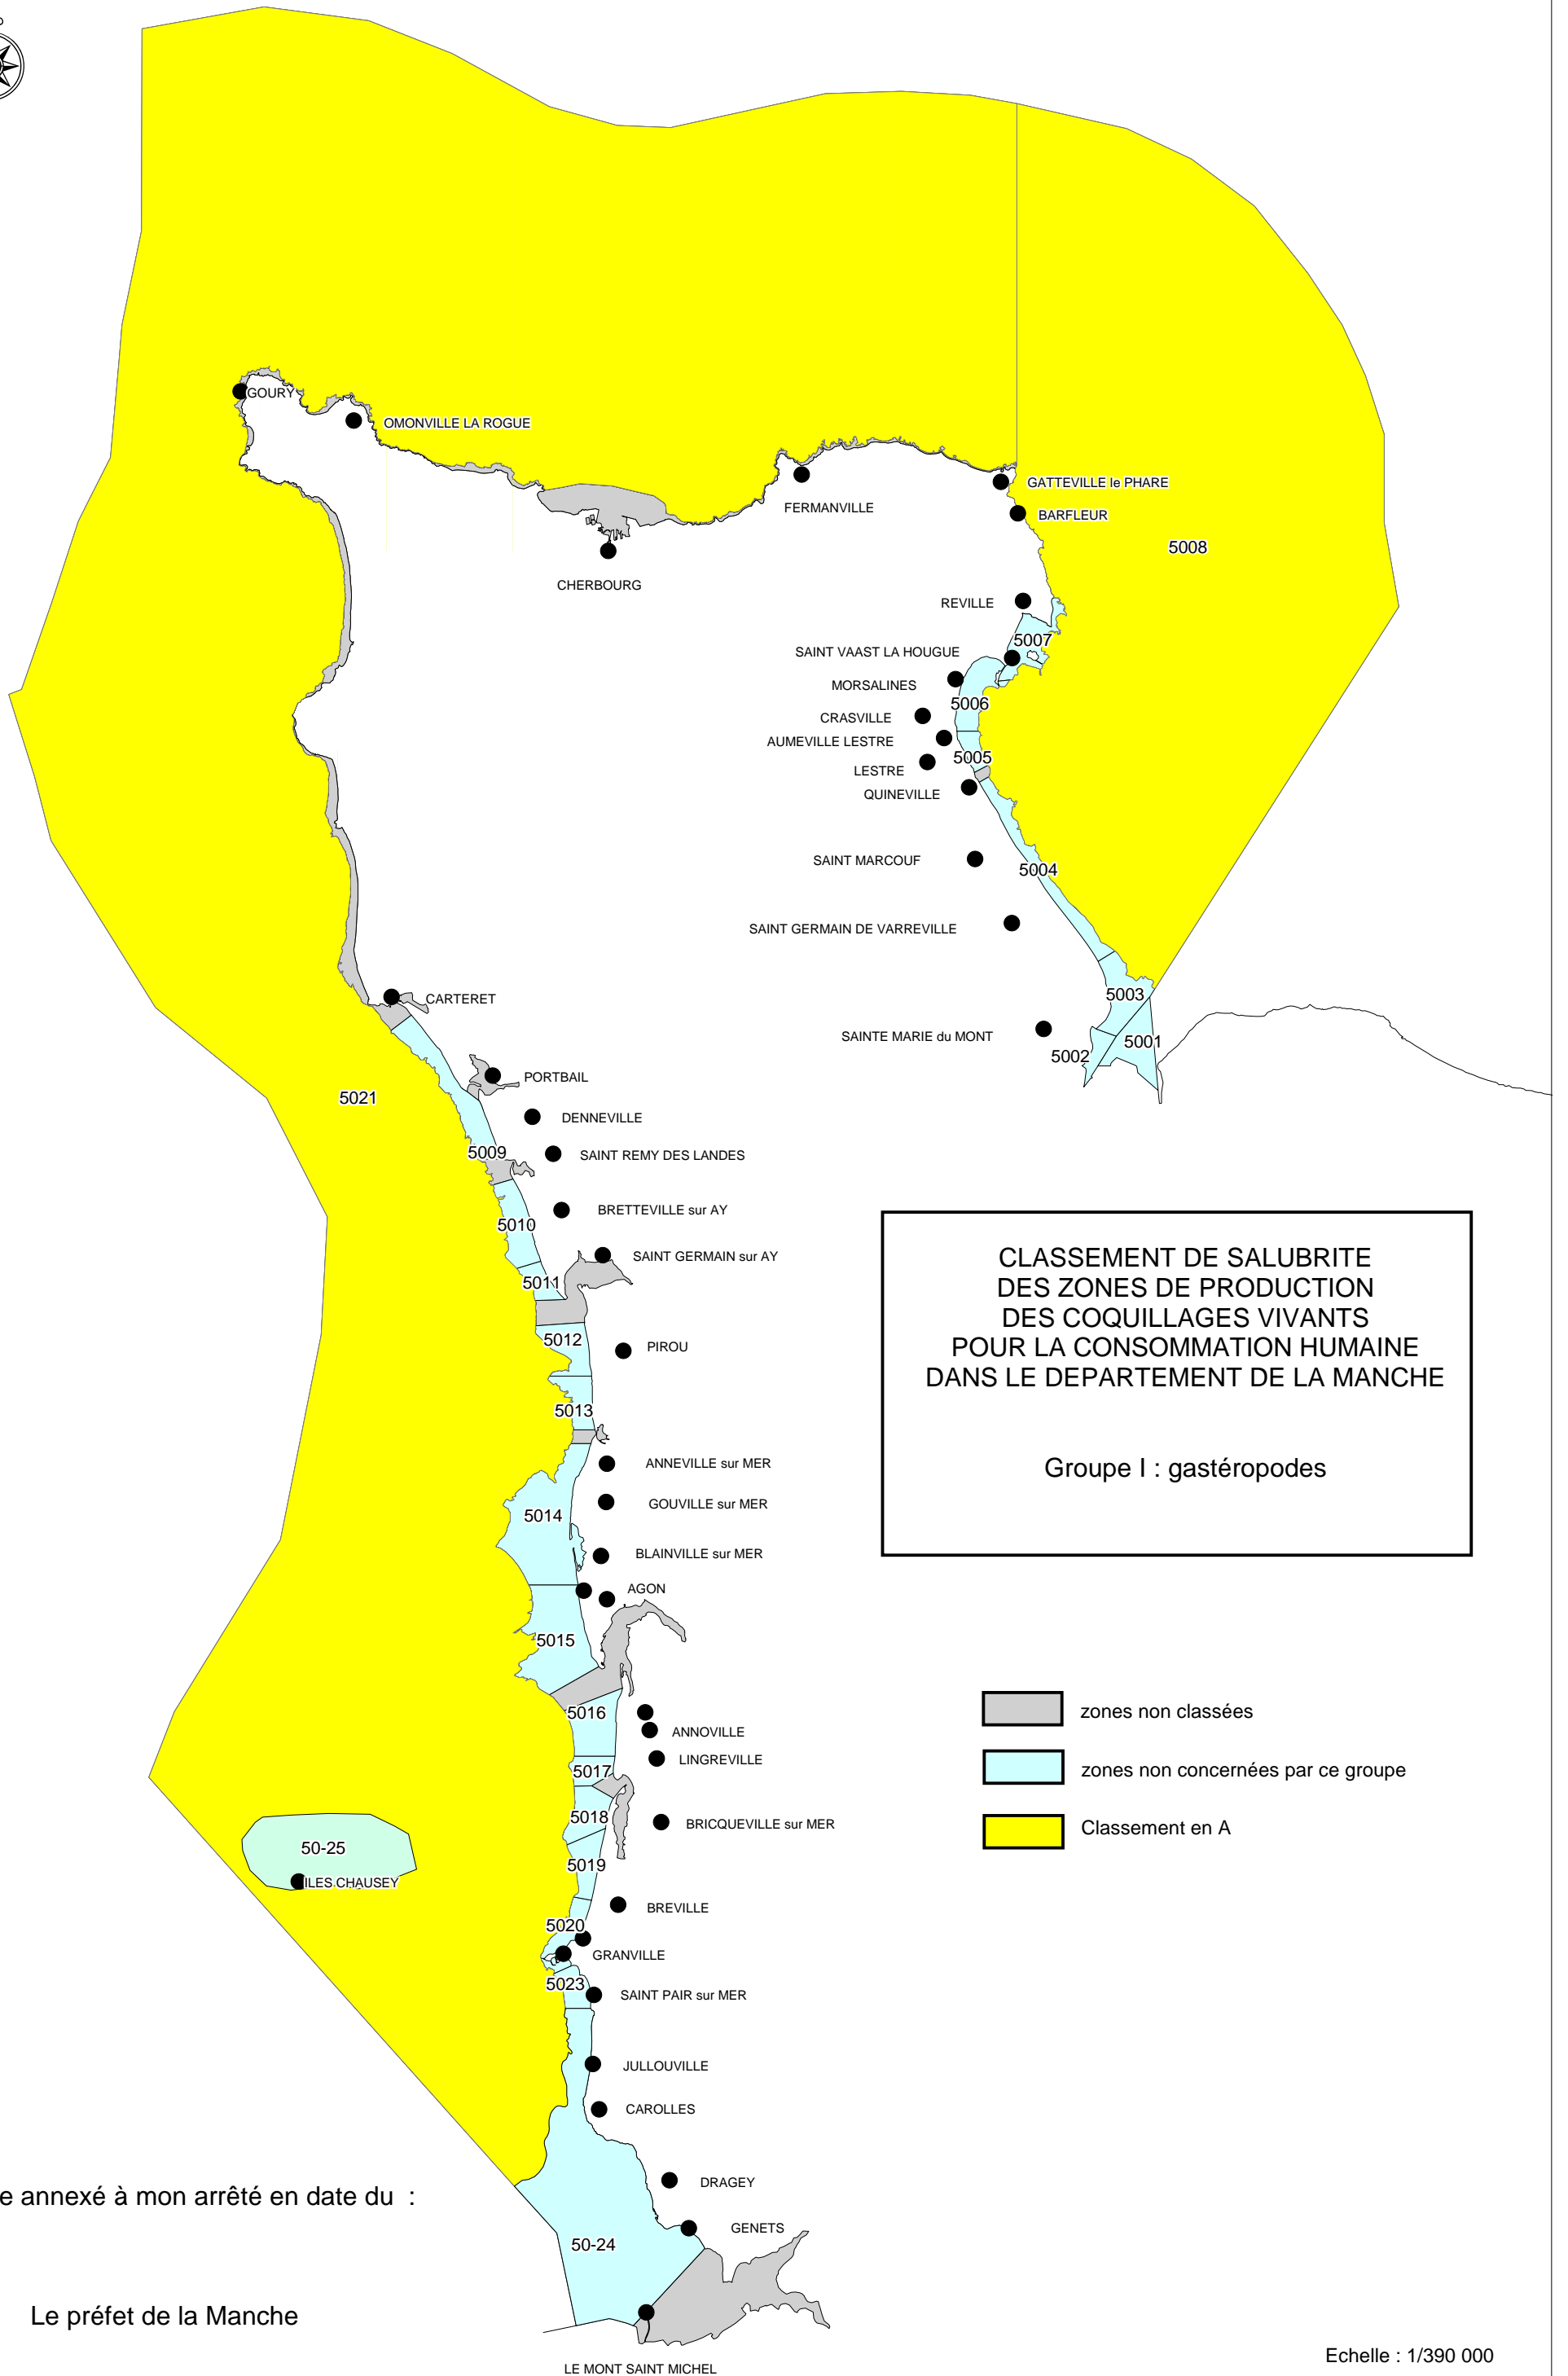 GOURY
OMONVILLE LA ROGUE
GATTEVILLE le PHARE
FERMANVILLE
BARFLEUR
5008
CHERBOURG
REVILLE
5007
SAINT VAAST LA HOUGUE
MORSALINES
5006
CRASVILLE
AUMEVILLE LESTRE
5005
LESTRE
QUINEVILLE
SAINT MARCOUF
5004
SAINT GERMAIN DE VARREVILLE
5003
CARTERET
SAINTE MARIE du MONT
5001
5002
PORTBAIL
5021
DENNEVILLE
5009
SAINT REMY DES LANDES
BRETTEVILLE sur AY
5010
SAINT GERMAIN sur AY
5011
5012
PIROU
5013
CLASSEMENT DE SALUBRITE
DES ZONES DE PRODUCTION
DES COQUILLAGES VIVANTS
POUR LA CONSOMMATION HUMAINE
DANS LE DEPARTEMENT DE LA MANCHE
Groupe I : gastéropodes
ANNEVILLE sur MER
GOUVILLE sur MER
5014
BLAINVILLE sur MER
AGON
5015
5016
ANNOVILLE
LINGREVILLE
5017
5018
BRICQUEVILLE sur MER
zones non classées
zones non concernées par ce groupe
Classement en A
50-25
5019
ILES CHAUSEY
BREVILLE
5020
GRANVILLE
5023
SAINT PAIR sur MER
JULLOUVILLE
CAROLLES
DRAGEY
e annexé à mon arrêté en date du :
GENETS
50-24
Le préfet de la Manche
Echelle : 1/390 000
LE MONT SAINT MICHEL